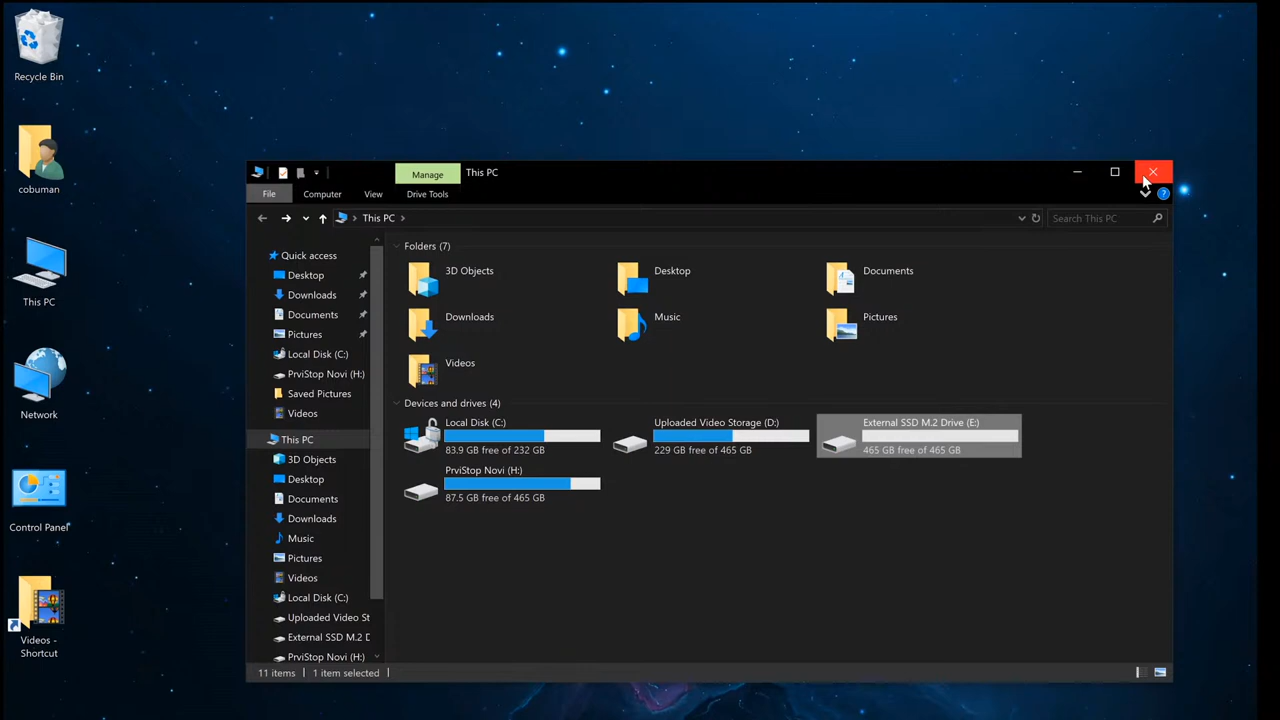 Recycle Bin
cobuman
This PC
Network
Control Panel
Videos -
Shortcut
Manage
This PC
File
Computer
View
Drive Tools
This PC
Search This PC
Quick access
Desktop
Downloads
Documents
Pictures
Local Disk (C:)
PrviStop Novi (H:)
Saved Pictures
Videos
This PC
3D Objects
Desktop
Documents
Downloads
Music
Pictures
Videos
Local Disk (C:)
Uploaded Video St
External SSD M.2 D
PrviStop Novi (H:)
Folders (7)
3D Objects
Desktop
Documents
Downloads
Music
Pictures
Videos
Devices and drives (4)
Local Disk (C:)
83.9 GB free of 232 GB
Uploaded Video Storage (D:)
229 GB free of 465 GB
External SSD M.2 Drive (E:)
465 GB free of 465 GB
PrviStop Novi (H:)
87.5 GB free of 465 GB
11 items
1 item selected